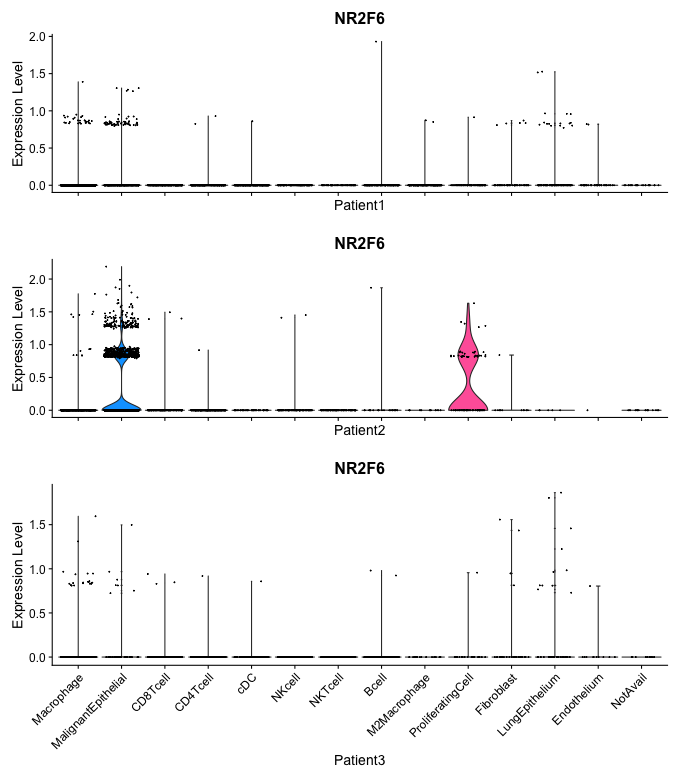 NR2F6
Expression Level
2.0
1.5
1.0
0.5
0.0
Patient1
NR2F6
Expression Level
2.0
1.5
1.0
0.5
0.0
Patient2
NR2F6
Expression Level
1.5
1.0
0.5
0.0
Macrophage
MalignantEpithelial
CD8Tcell
CD4Tcell
cDC
NKcell
NKTcell
Bcell
M2Macrophage
ProliferatingCell
Fibroblast
LungEpithelium
Endothelium
NotAvail
Patient3